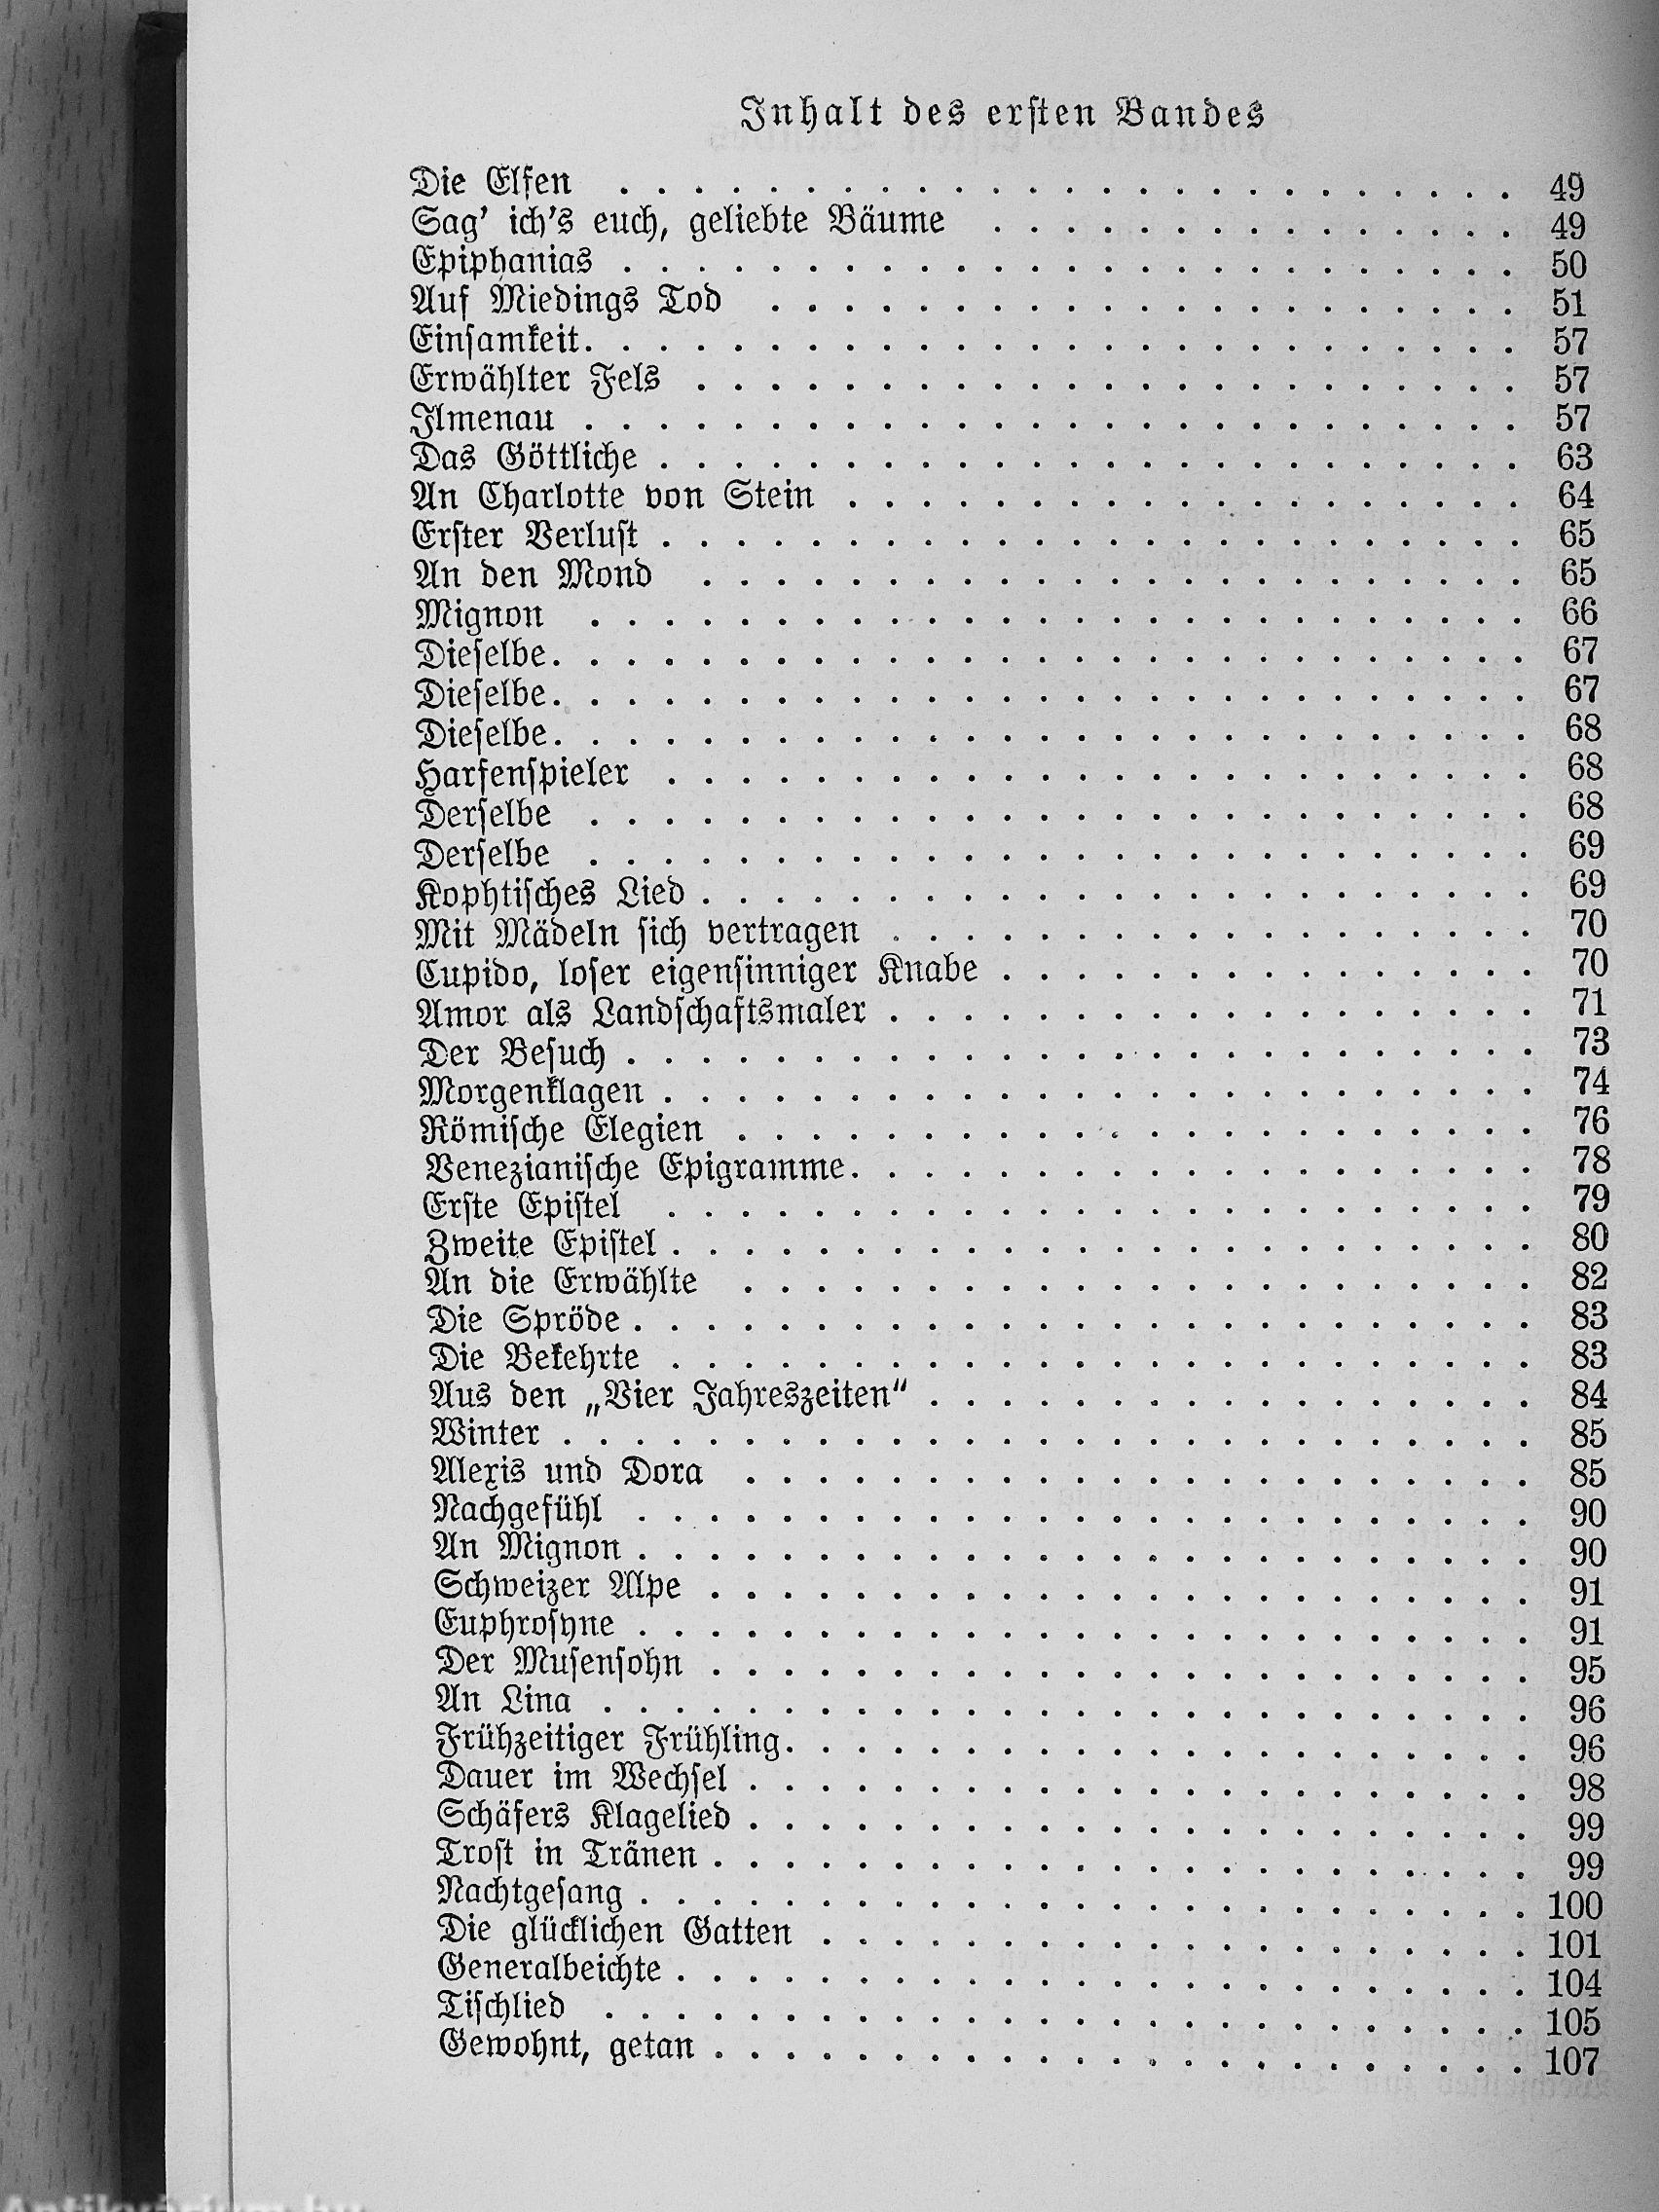 Inhalt des ersten Bandes
Die Elfen . . . . . . . . . . . . . . . . . . . . . . . . . 49
Sag' ich's euch, geliebte Bäume . . . . . . . . . . . . . . . 49
Epiphanias . . . . . . . . . . . . . . . . . . . . . . . . . 50
Auf Miedings Tod . . . . . . . . . . . . . . . . . . . . . 51
Einsamkeit . . . . . . . . . . . . . . . . . . . . . . . . . . 57
Erwählter Fels . . . . . . . . . . . . . . . . . . . . . . . 57
Ilmenau . . . . . . . . . . . . . . . . . . . . . . . . . . 57
Das Göttliche . . . . . . . . . . . . . . . . . . . . . . . . 63
An Charlotte von Stein . . . . . . . . . . . . . . . . . . . 64
Erster Verlust . . . . . . . . . . . . . . . . . . . . . . . . 65
An den Mond . . . . . . . . . . . . . . . . . . . . . . . 65
Mignon . . . . . . . . . . . . . . . . . . . . . . . . . . 66
Dieselbe . . . . . . . . . . . . . . . . . . . . . . . . . . . 67
Dieselbe . . . . . . . . . . . . . . . . . . . . . . . . . . . 67
Dieselbe . . . . . . . . . . . . . . . . . . . . . . . . . . . 68
Harfenspieler . . . . . . . . . . . . . . . . . . . . . . . . 68
Derselbe . . . . . . . . . . . . . . . . . . . . . . . . . . 68
Derselbe . . . . . . . . . . . . . . . . . . . . . . . . . . 69
Kophtisches Lied . . . . . . . . . . . . . . . . . . . . . . . 69
Mit Mädeln sich vertragen . . . . . . . . . . . . . . . . . . 70
Cupido, loser eigensinniger Knabe . . . . . . . . . . . . . . . 70
Amor als Landschaftsmaler . . . . . . . . . . . . . . . . . . 71
Der Besuch . . . . . . . . . . . . . . . . . . . . . . . . . 73
Morgenklagen . . . . . . . . . . . . . . . . . . . . . . . . 74
Römische Elegien . . . . . . . . . . . . . . . . . . . . . . 76
Venezianische Epigramme . . . . . . . . . . . . . . . . . . . 78
Erste Epistel . . . . . . . . . . . . . . . . . . . . . . . . 79
Zweite Epistel . . . . . . . . . . . . . . . . . . . . . . . . 80
An die Erwählte . . . . . . . . . . . . . . . . . . . . . . 82
Die Spröde . . . . . . . . . . . . . . . . . . . . . . . . . 83
Die Bekehrte . . . . . . . . . . . . . . . . . . . . . . . . 83
Aus den „Vier Jahreszeiten“ . . . . . . . . . . . . . . . . . 84
Winter . . . . . . . . . . . . . . . . . . . . . . . . . . . 85
Alexis und Dora . . . . . . . . . . . . . . . . . . . . . . 85
Nachgefühl . . . . . . . . . . . . . . . . . . . . . . . . . 90
An Mignon . . . . . . . . . . . . . . . . . . . . . . . . . 90
Schweizer Alpe . . . . . . . . . . . . . . . . . . . . . . . 91
Euphrosyne . . . . . . . . . . . . . . . . . . . . . . . . . 91
Der Musensohn . . . . . . . . . . . . . . . . . . . . . . . 95
An Lina . . . . . . . . . . . . . . . . . . . . . . . . . . 96
Frühzeitiger Frühling . . . . . . . . . . . . . . . . . . . . . 96
Dauer im Wechsel . . . . . . . . . . . . . . . . . . . . . . 98
Schäfers Klagelied . . . . . . . . . . . . . . . . . . . . . . 99
Trost in Tränen . . . . . . . . . . . . . . . . . . . . . . . 99
Nachtgesang . . . . . . . . . . . . . . . . . . . . . . . . . 100
Die glücklichen Gatten . . . . . . . . . . . . . . . . . . . . 101
Generalbeichte . . . . . . . . . . . . . . . . . . . . . . . . 104
Tischlied . . . . . . . . . . . . . . . . . . . . . . . . . . 105
Gewohnt, getan . . . . . . . . . . . . . . . . . . . . . . . 107